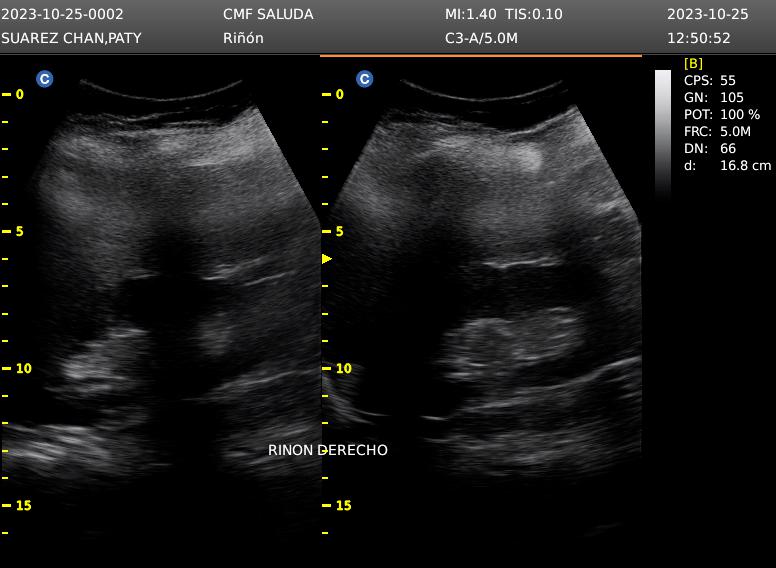 2023-10-25-0002 CMF SALUDA MI:1.40 TIS:0.10 2023-10-25
SUAREZ CHAN,PATY Riñón C3-A/5.0M 12:50:52
C C
[B]
CPS: 55
GN: 105
POT: 100 %
FRC: 5.0M
DN: 66
d: 16.8 cm
0 0
5 5
10 10
RINON DERECHO
15 15